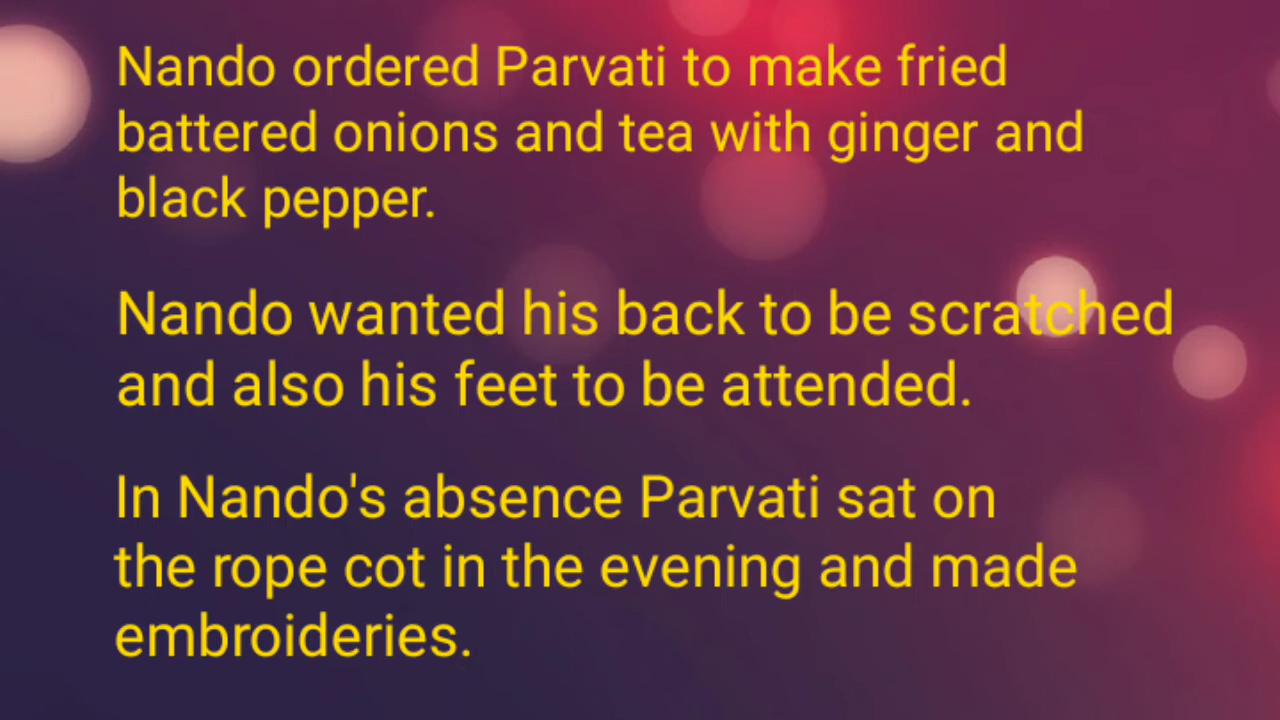 Nando ordered Parvati to make fried
battered onions and tea with ginger and
black pepper.
Nando wanted his back to be scratched
and also his feet to be attended.
In Nando's absence Parvati sat on
the rope cot in the evening and made
embroideries.